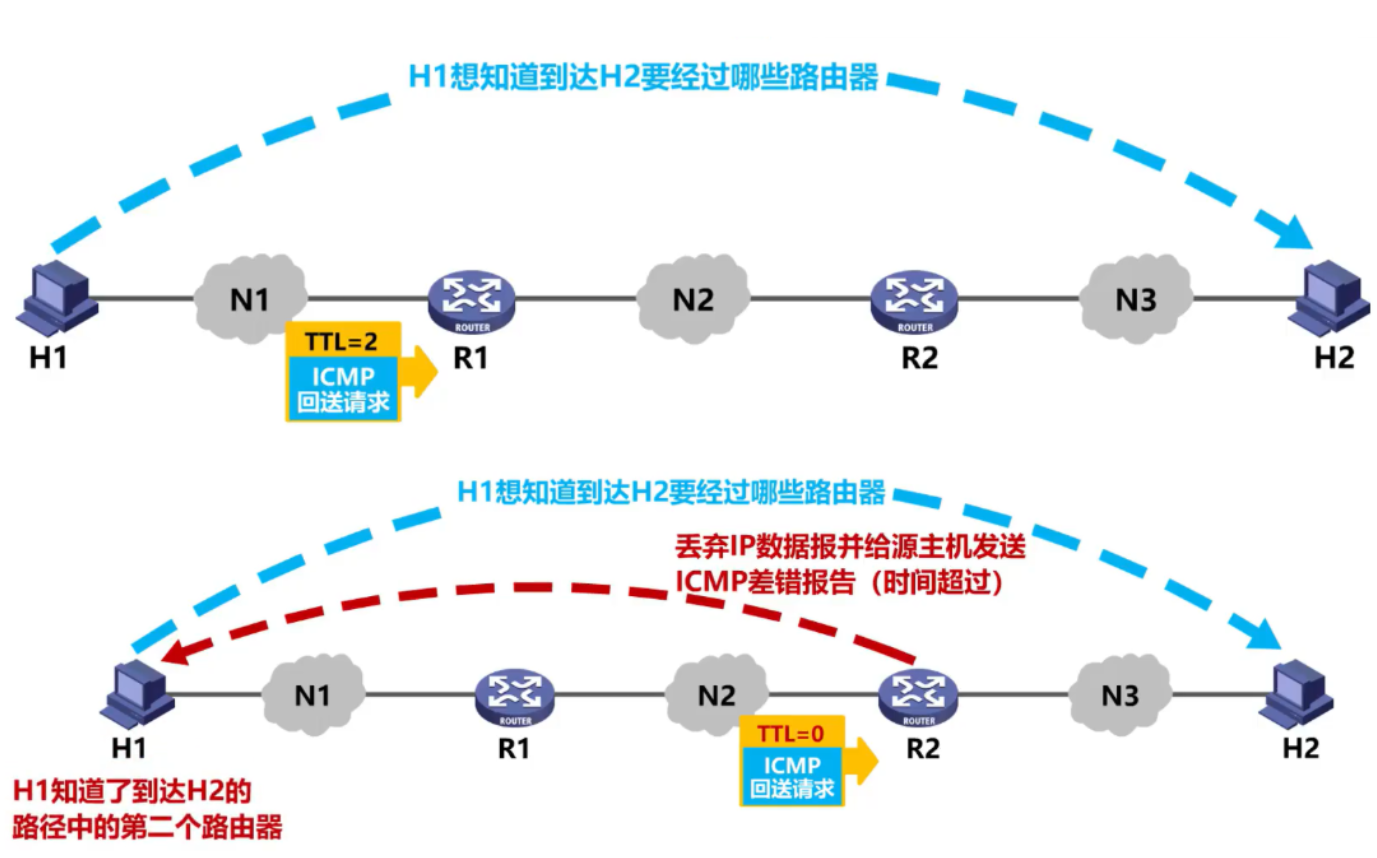 H1想知道到达H2要经过哪些路由器
N1
N2
N3
ROUTER
ROUTER
H1
TTL=2
R1
R2
H2
ICMP
回送请求
H1想知道到达H2要经过哪些路由器
丢弃IP数据报并给源主机发送
ICMP差错报告（时间超过）
N1
N2
N3
ROUTER
ROUTER
H1
R1
TTL=0
R2
H2
ICMP
回送请求
H1知道了到达H2的
路径中的第二个路由器